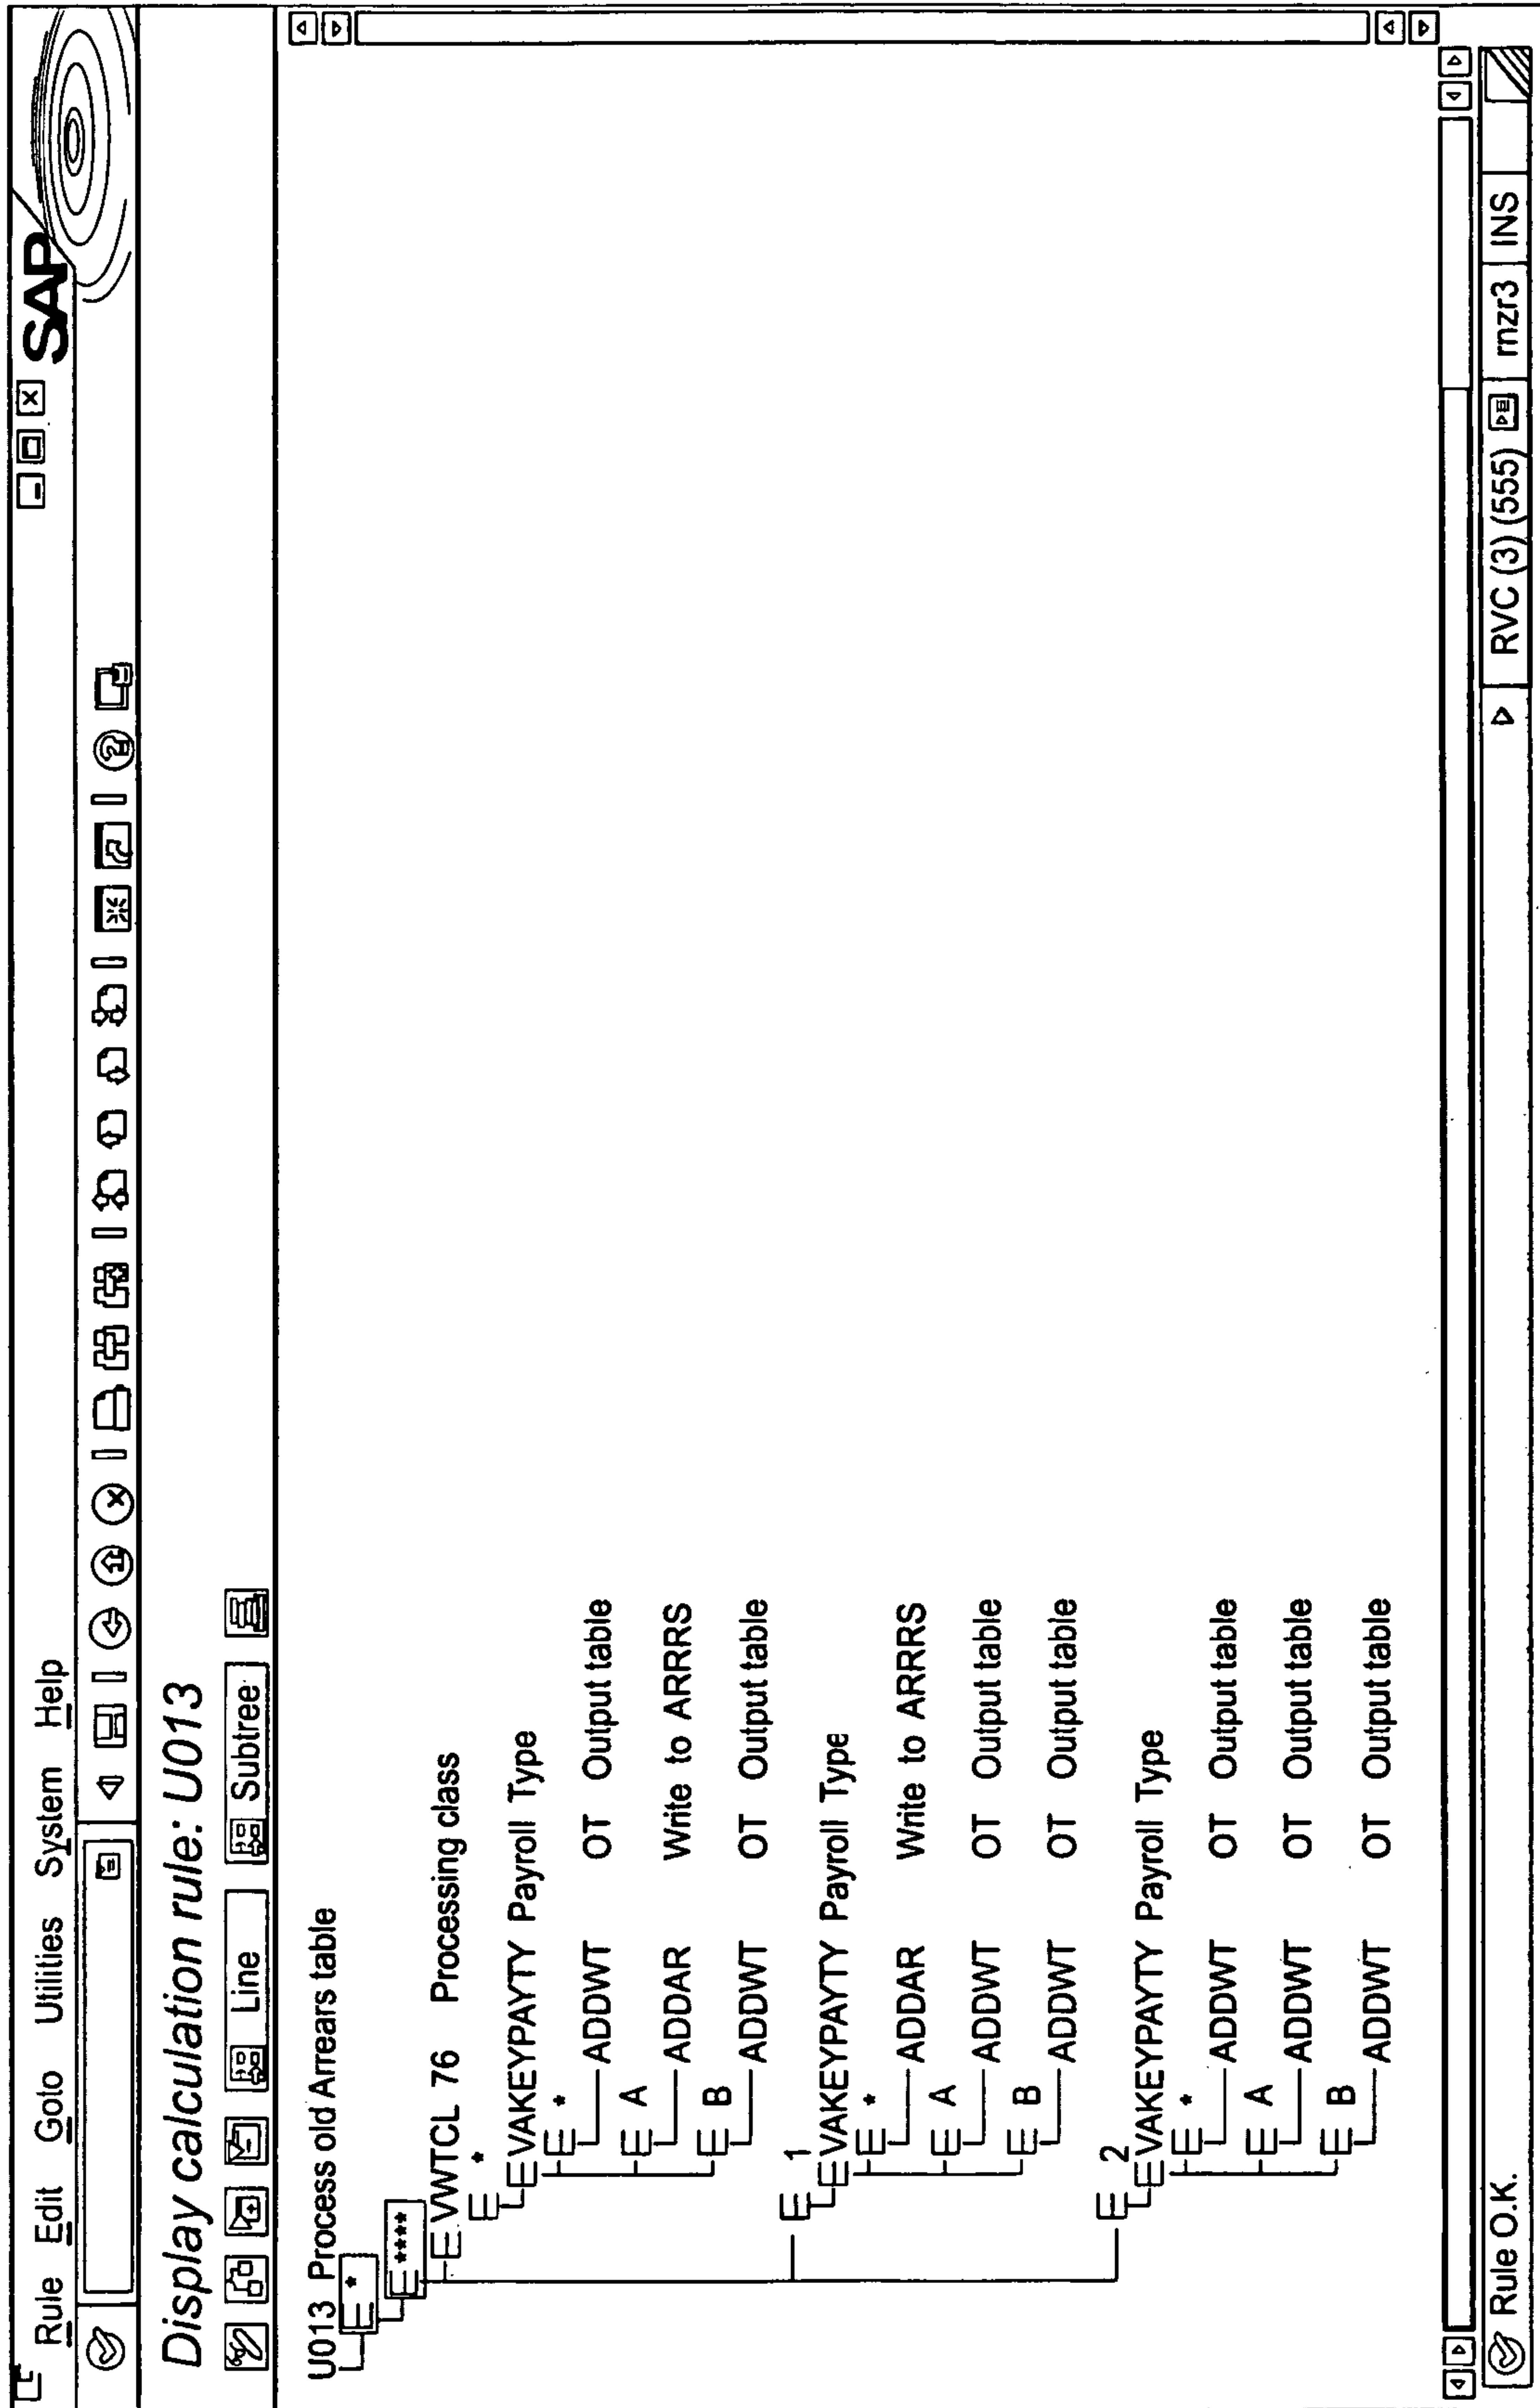 SAP
Rule Edit Goto Utilities System Help
Display calculation rule: U013
Line Subtree
U013 Process old Arrears table
*
****
VWTCL 76 Processing class
*
VAKEYPAYTY Payroll Type
*
ADDWT OT Output table
A
ADDAR Write to ARRRS
B
ADDWT OT Output table
1
VAKEYPAYTY Payroll Type
*
ADDAR Write to ARRRS
A
ADDWT OT Output table
B
ADDWT OT Output table
2
VAKEYPAYTY Payroll Type
*
ADDWT OT Output table
A
ADDWT OT Output table
B
ADDWT OT Output table
Rule O.K. RVC (3) (555) rnzr3 INS